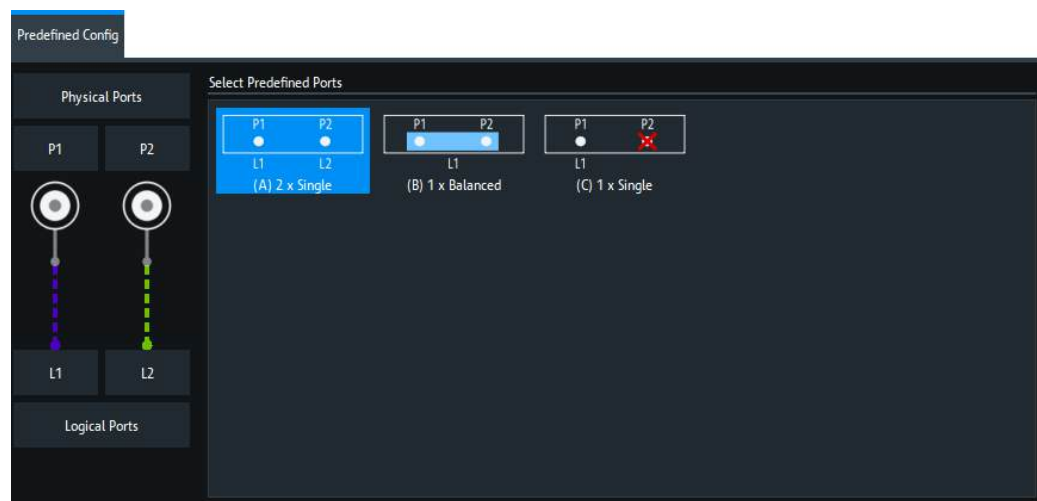 Predefined Config
Physical Ports
P1 P2
L1 L2
Logical Ports
Select Predefined Ports
P1 P2
L1 L2
(A) 2 x Single
P1 P2
L1
(B) 1 x Balanced
P1 P2
L1
(C) 1 x Single